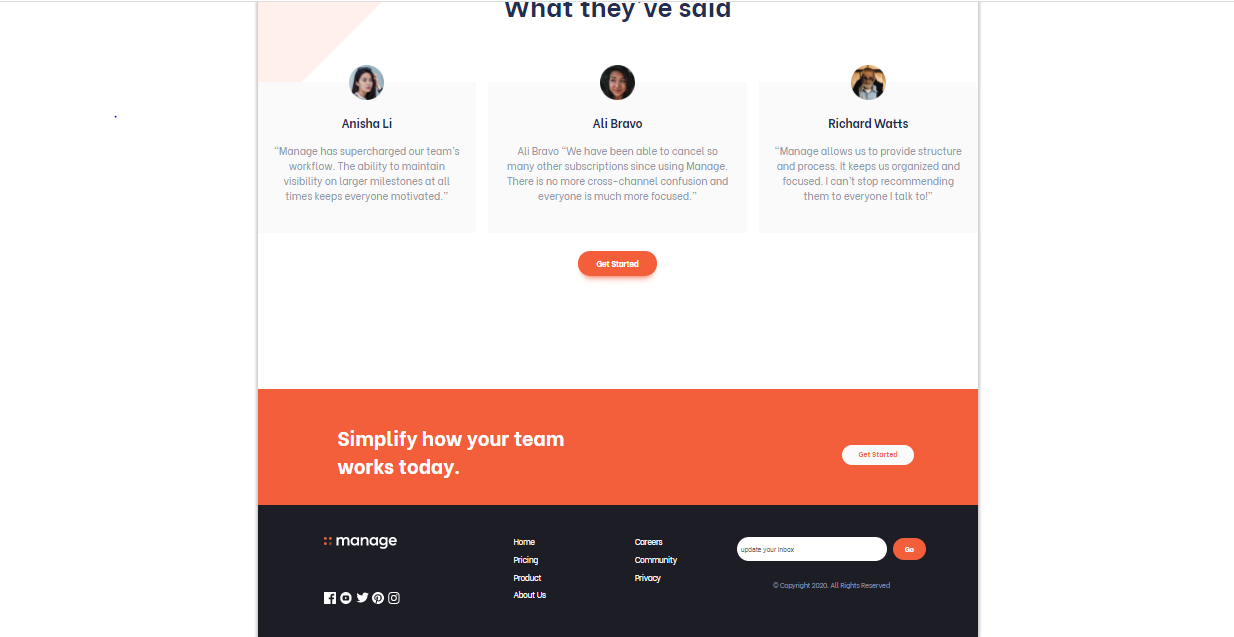 What they've said
Anisha Li
“Manage has supercharged our team’s
workflow. The ability to maintain
visibility on larger milestones at all
times keeps everyone motivated.”
Ali Bravo
Ali Bravo “We have been able to cancel so
many other subscriptions since using Manage.
There is no more cross-channel confusion and
everyone is much more focused.”
Richard Watts
“Manage allows us to provide structure
and process. It keeps us organized and
focused. I can’t stop recommending
them to everyone I talk to!”
Get Started
Simplify how your team
works today.
Get Started
manage
Home
Pricing
Product
About Us
Careers
Community
Privacy
update your inbox
Go
© Copyright 2020. All Rights Reserved